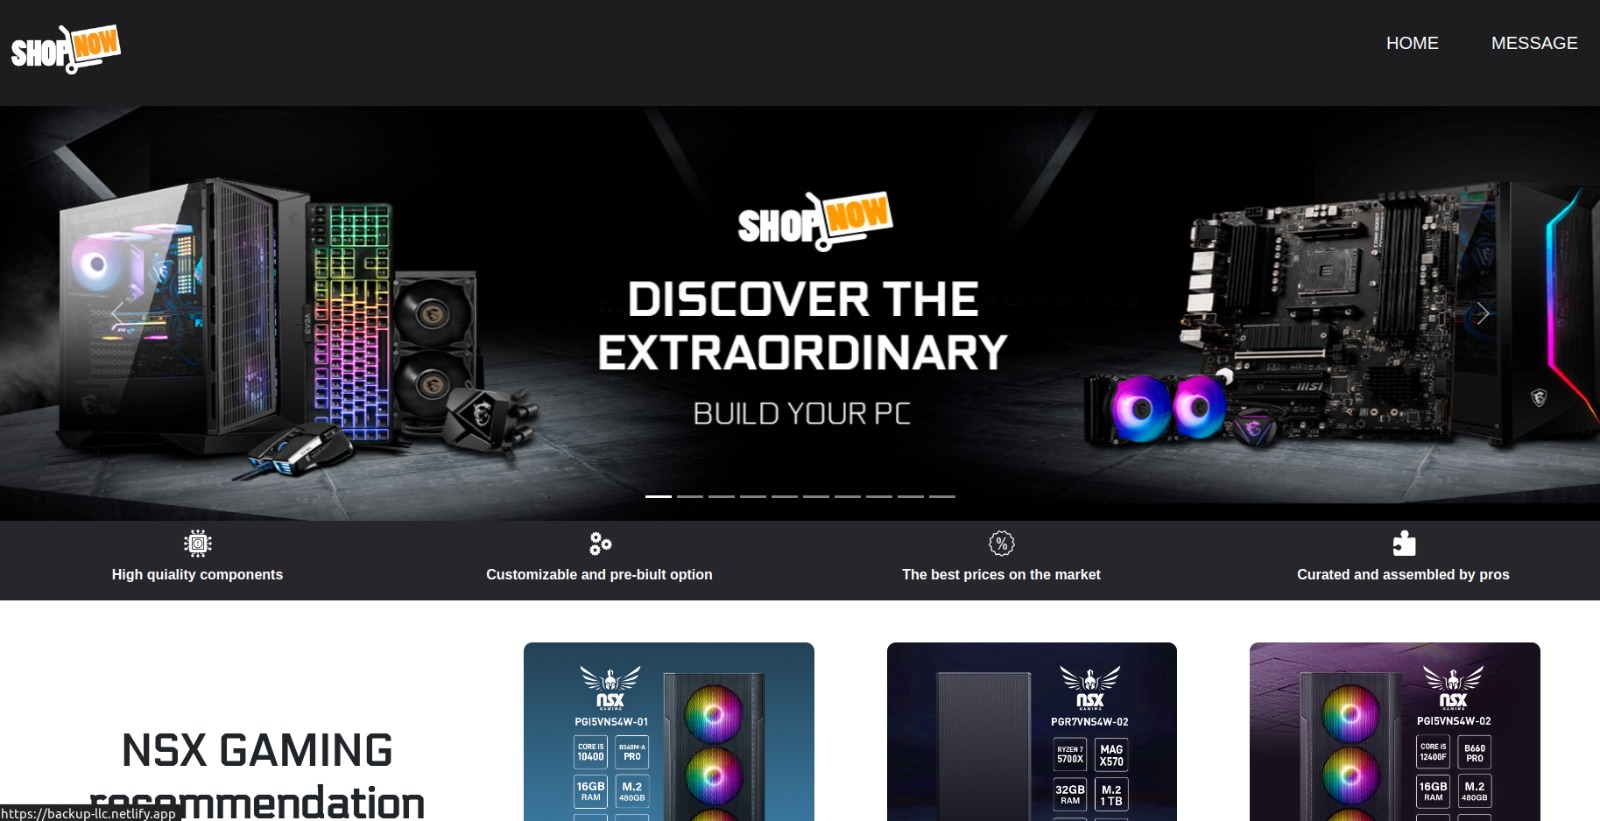 SHOP NOW
HOME
MESSAGE
SHOP NOW
DISCOVER THE
EXTRAORDINARY
BUILD YOUR PC
EVGA
msi
High quiality components
Customizable and pre-biult option
The best prices on the market
Curated and assembled by pros
NSX GAMING
recommendation
NSX
GAMING
PGI5VNS4W-01
CORE I5
10400
B560M-A
PRO
16GB
RAM
M.2
480GB
NSX
GAMING
PGR7VNS4W-02
RYZEN 7
5700X
MAG
X570
32GB
RAM
M.2
1 TB
NSX
GAMING
PGI5VNS4W-02
CORE I5
12400F
B660
PRO
16GB
RAM
M.2
480GB
https://backup-llc.netlify.app